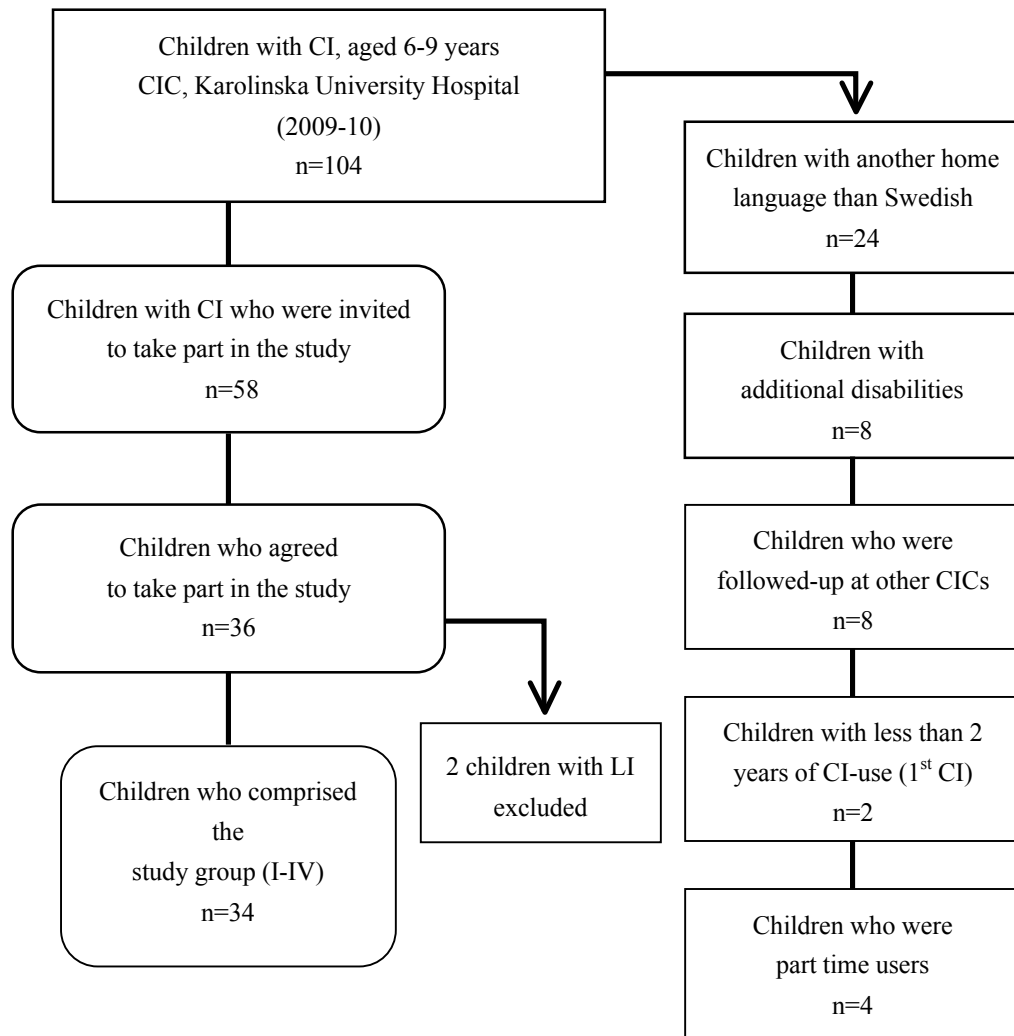 Children with CI, aged 6-9 years
CIC, Karolinska University Hospital
(2009-10)
n=104
Children with CI who were invited
to take part in the study
n=58
Children who agreed
to take part in the study
n=36
Children who comprised
the
study group (I-IV)
n=34
2 children with LI
excluded
Children with another home
language than Swedish
n=24
Children with
additional disabilities
n=8
Children who were
followed-up at other CICs
n=8
Children with less than 2
years of CI-use (1st CI)
n=2
Children who were
part time users
n=4